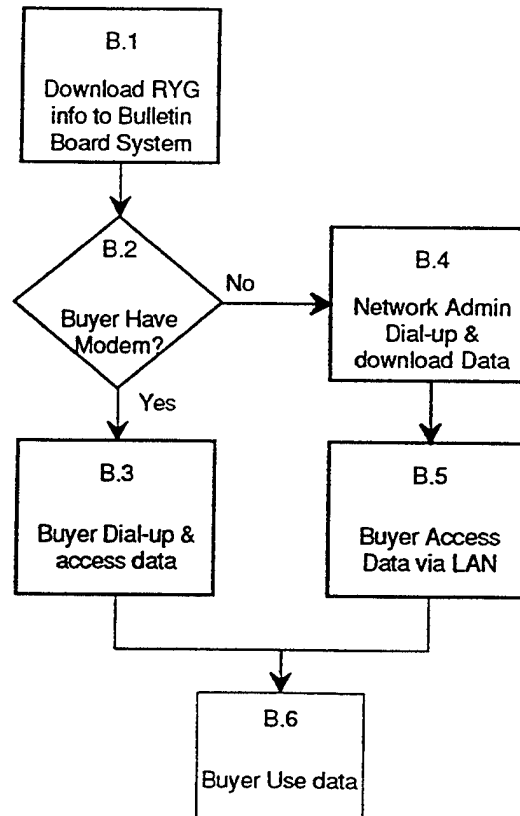 B.1
Download RYG
info to Bulletin
Board System
B.2
Buyer Have
Modem?
No
Yes
B.4
Network Admin
Dial-up &
download Data
B.3
Buyer Dial-up &
access data
B.5
Buyer Access
Data via LAN
B.6
Buyer Use data